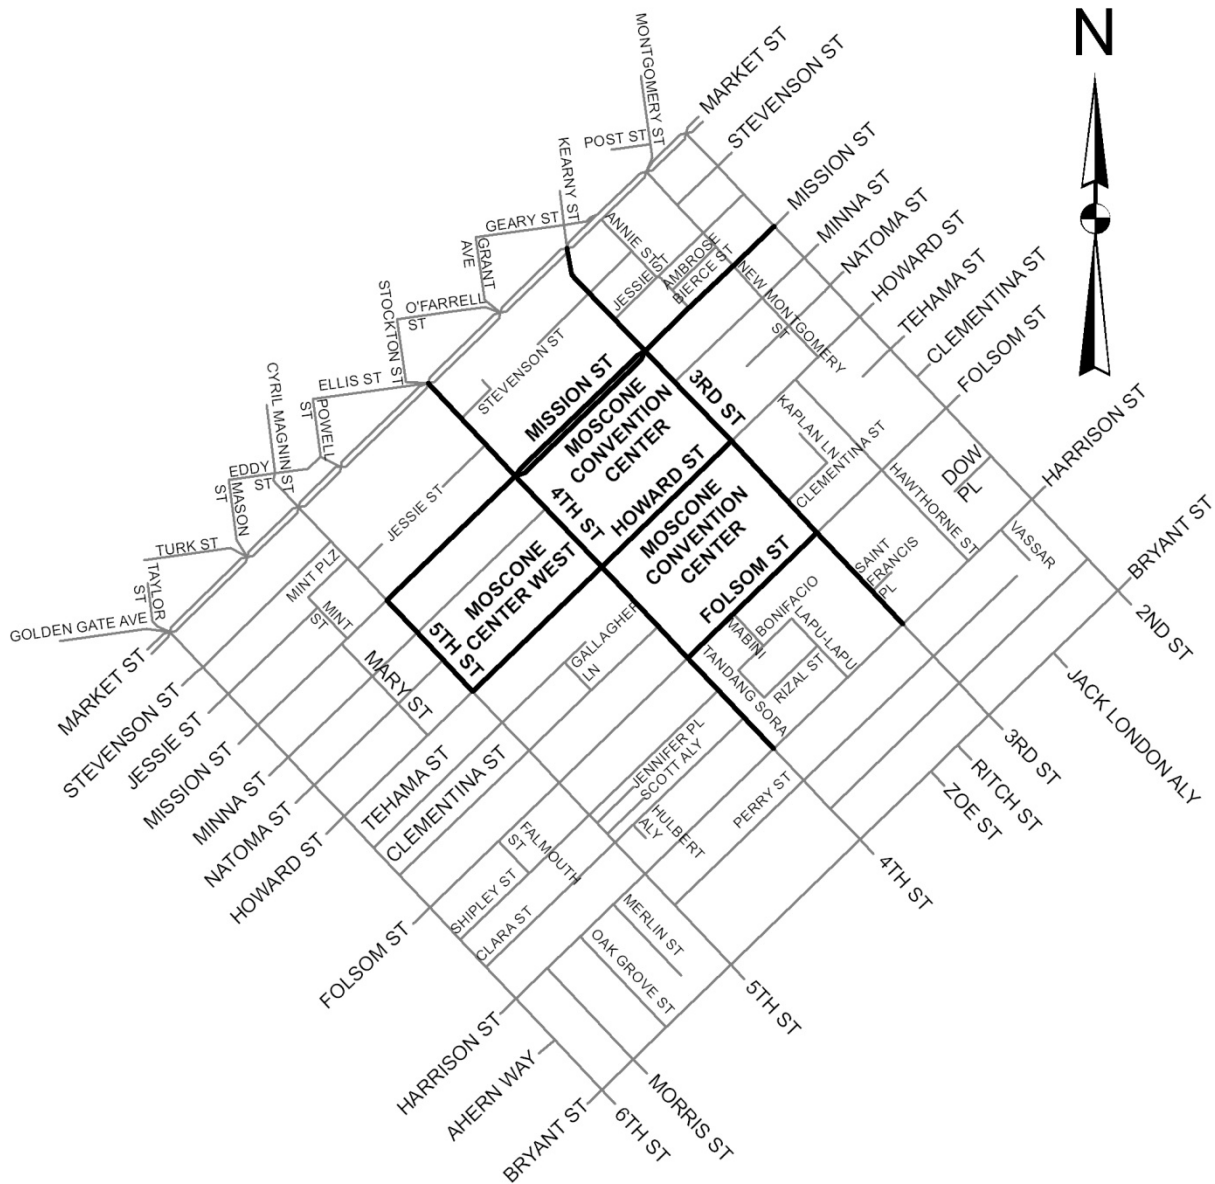 N
MONTGOMERY ST
MARKET ST
STEVENSON ST
POST ST
KEARNY ST
MISSION ST
MINNA ST
NATOMA ST
HOWARD ST
TEHAMA ST
CLEMENTINA ST
FOLSOM ST
HARRISON ST
BRYANT ST
GEARY ST
GRANT
AVE
ANNIE ST
JESSIE ST
AMBROSE
BIERCE ST
NEW MONTGOMERY
ST
STOCKTON ST
O'FARRELL
ST
STEVENSON ST
MISSION ST
3RD ST
ELLIS ST
POWELL
ST
CYRIL MAGNIN ST
MOSCONE
CONVENTION
CENTER
KAPLAN LN
CLEMENTINA ST
HAWTHORNE ST
DOW
PL
VASSAR
EDDY
ST
MASON
ST
JESSIE ST
4TH ST
HOWARD ST
MOSCONE
CONVENTION
CENTER
FOLSOM ST
SAINT
FRANCIS
PL
TURK ST
TAYLOR
ST
GOLDEN GATE AVE
MINT PLZ
MINT
ST
MOSCONE
CENTER WEST
5TH ST
MARY ST
GALLAGHER
LN
MABINI
BONIFACIO
LAPU-LAPU
RIZAL ST
TANDANG SORA
2ND ST
JACK LONDON ALY
3RD ST
RITCH ST
ZOE ST
4TH ST
MARKET ST
STEVENSON ST
JESSIE ST
MISSION ST
MINNA ST
NATOMA ST
HOWARD ST
TEHAMA ST
CLEMENTINA ST
JENNIFER PL
SCOTT ALY
HULBERT
ALY
PERRY ST
FALMOUTH
ST
SHIPLEY ST
CLARA ST
FOLSOM ST
MERLIN ST
OAK GROVE ST
5TH ST
HARRISON ST
AHERN WAY
BRYANT ST
6TH ST
MORRIS ST